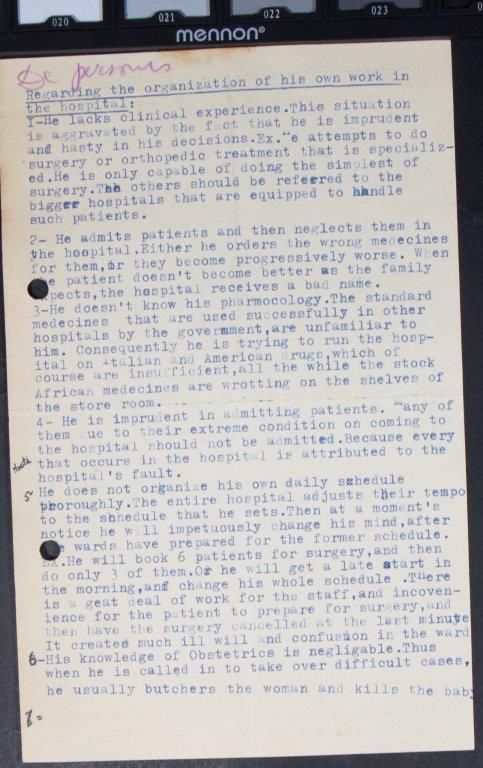 020 021 022 023
mennon®
De personis
Regarding the organization of his own work in
the hospital:
1-He lacks clinical experience.This situation
is aggravated by the fact that he is imprudent
and hasty in his decisions.Ex. e attempts to do
surgery or orthopedic treatment that is specializ-
ed.He is only capable of doing the simplest of
surgery.The others should be refeered to the
bigger hospitals that are equipped to handle
such patients.
2- He admits patients and then neglects them in
the hospital.Either he orders the wrong medecines
for them,or they become progressively worse. When
patient doesn't become better as the family
pects,the hospital receives a bad name.
3-He doesn't know his pharmocology.The standard
medecines that are used successfully in other
hospitals by the government,are unfamiliar to
him. Consequently he is trying to run the hosp-
ital on Italian and American drugs,which of
course are insufficient,all the while the stock
African medecines are wrotting on the shelves of
the store room.
4- He is imprudent in admitting patients. any of
them due to their extreme condition on coming to
the hospital should not be admitted.Because every
that occurs in the hospital is attributed to the
hospital's fault.
5- He does not organize his own daily schedule
thoroughly.The entire hospital adjusts their tempo
to the schedule that he sets.Then at a moment's
notice he will impetuously change his mind,after
e wards have prepared for the former schedule.
Ex.He will book 6 patients for surgery,and then
do only 3 of them.Or he will get a late start in
the morning,and change his whole schedule .There
is a geat deal of work for the staff,and incoven-
ience for the patient to prepare for surgery,and
then have the surgery cancelled at the last minute
It created much ill will and confusion in the ward
6-His knowledge of Obstetrics is negligable.Thus
when he is called in to take over difficult cases,
he usually butchers the woman and kills the baby
7-